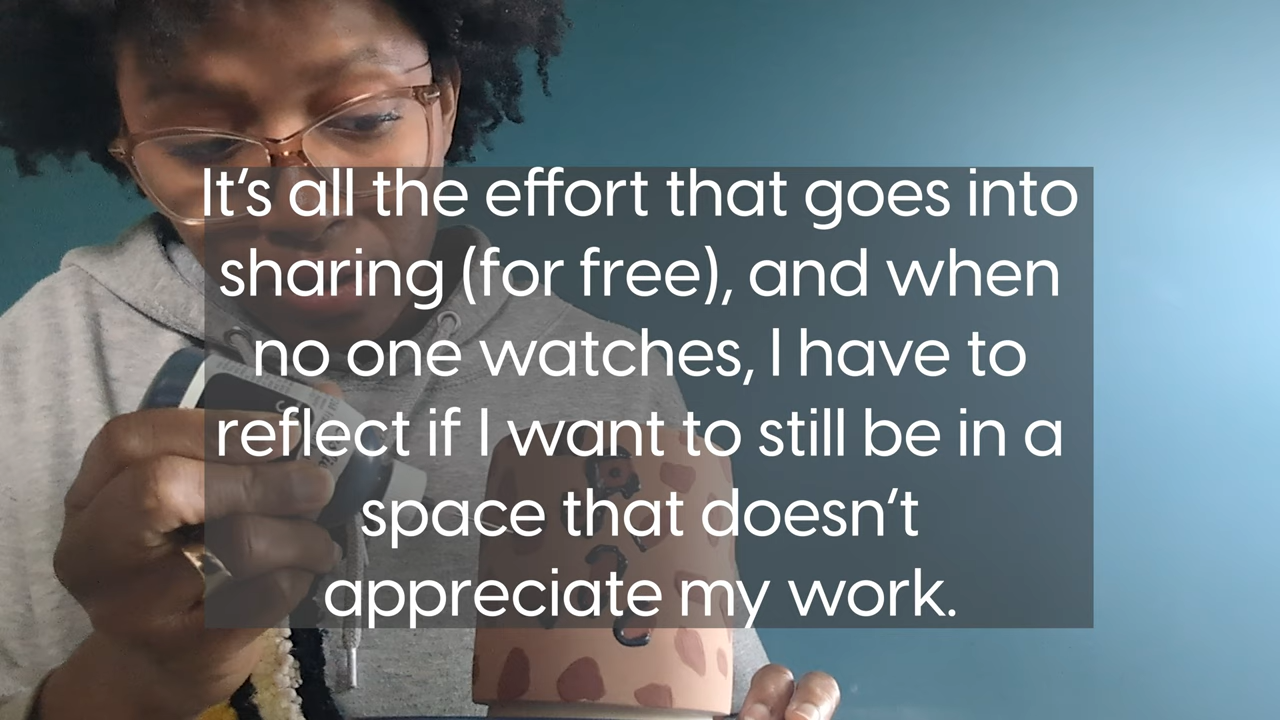 It's all the effort that goes into
sharing (for free), and when
no one watches, I have to
reflect if I want to still be in a
space that doesn't
appreciate my work.